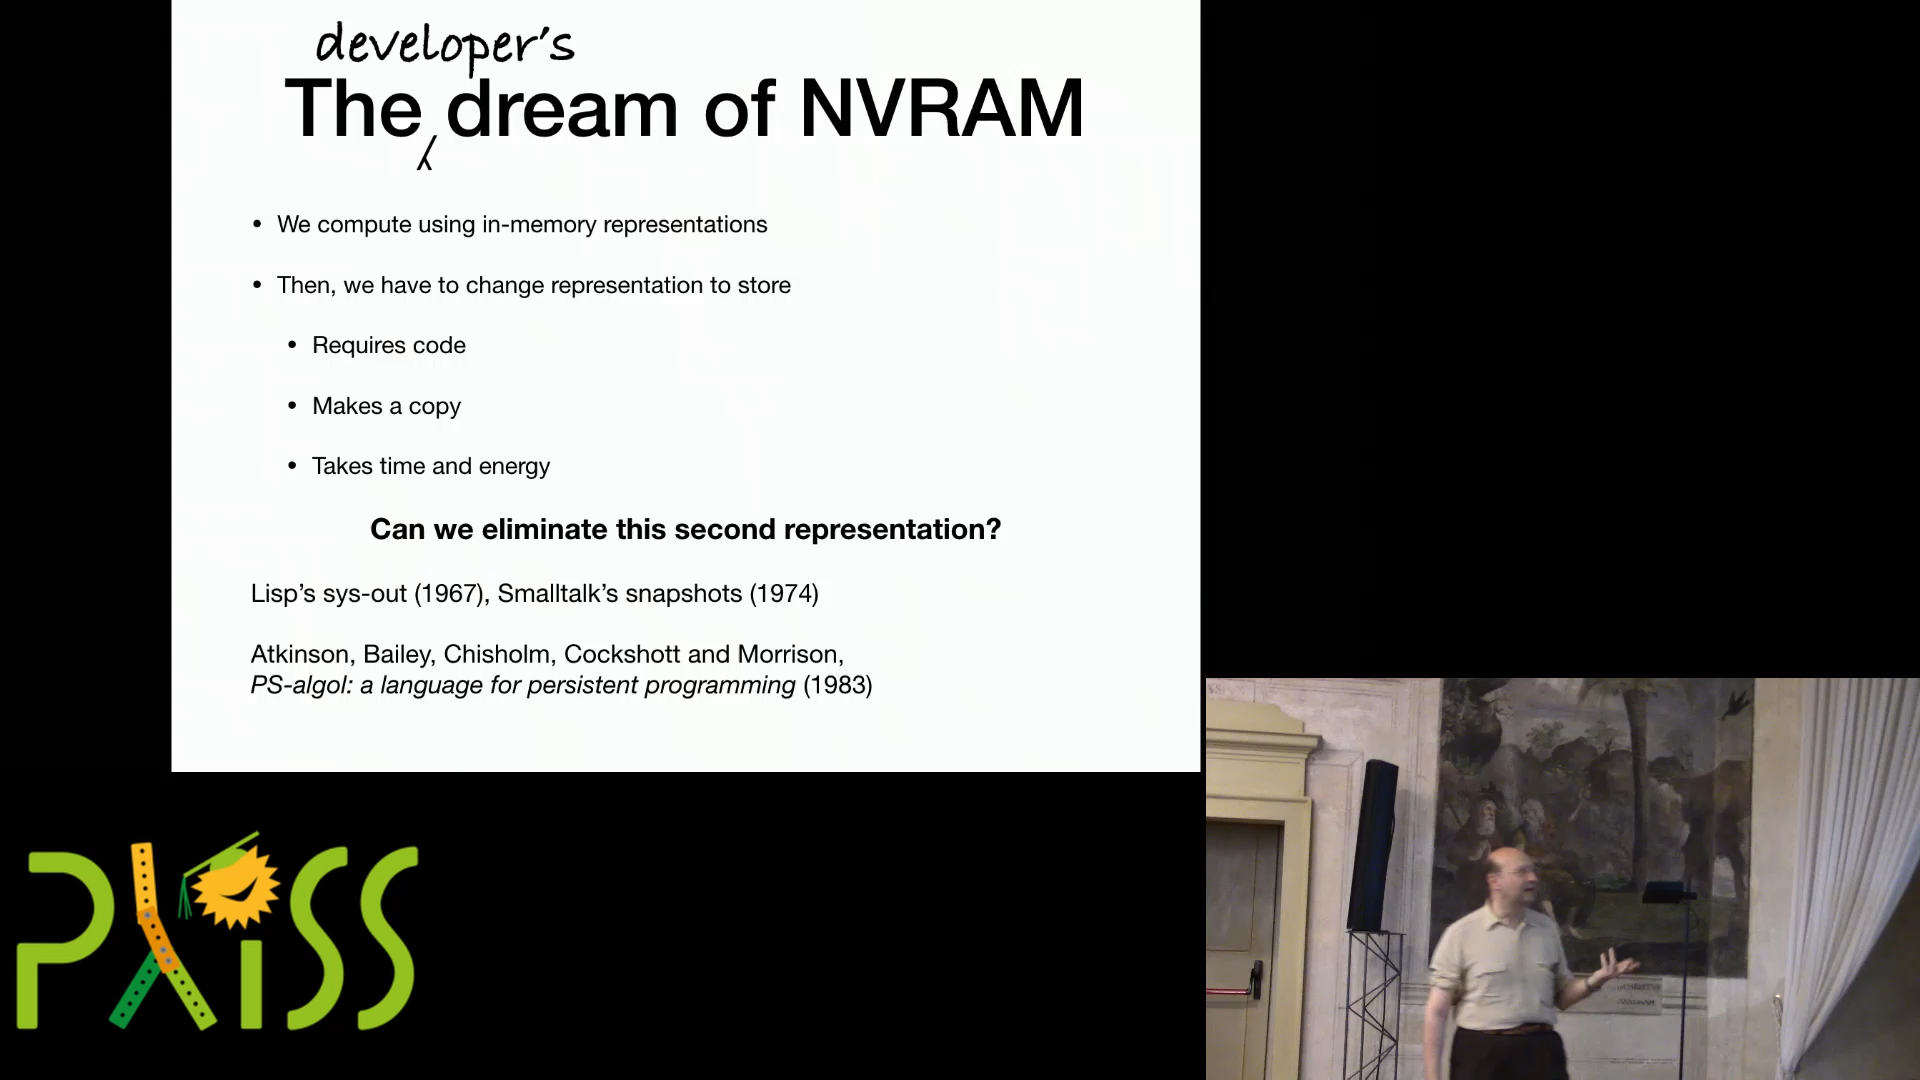 developer's
The dream of NVRAM
• We compute using in-memory representations
• Then, we have to change representation to store
• Requires code
• Makes a copy
• Takes time and energy
Can we eliminate this second representation?
Lisp's sys-out (1967), Smalltalk's snapshots (1974)
Atkinson, Bailey, Chisholm, Cockshott and Morrison,
PS-algol: a language for persistent programming (1983)
PλiSS